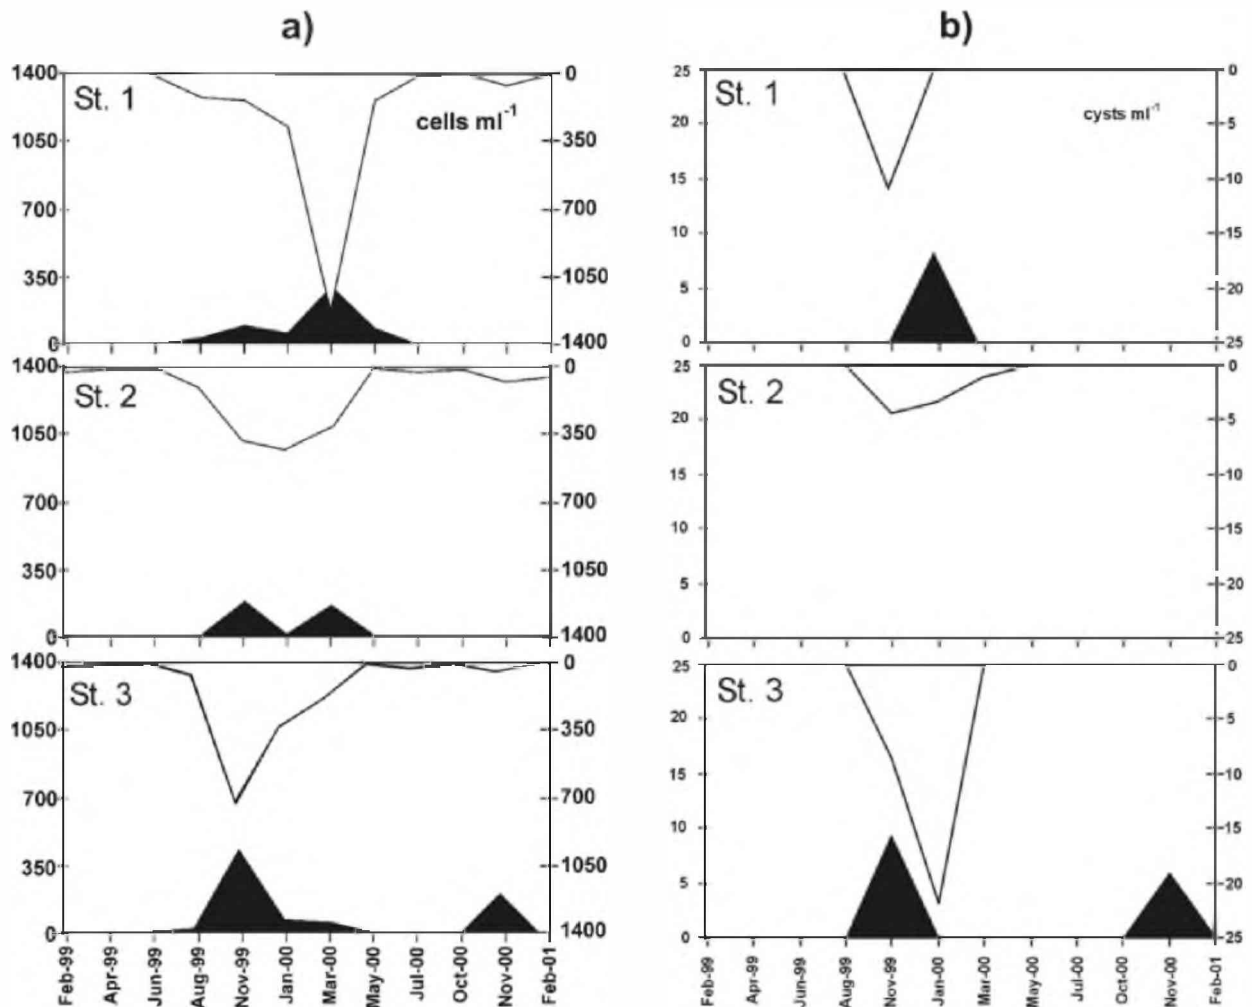 a)
b)
St. 1
cells ml-1
1400
1050
700
350
0
0
350
700
1050
1400
St. 1
cysts ml-1
25
20
15
10
5
0
0
5
10
15
20
25
St. 2
1400
1050
700
350
0
0
350
700
1050
1400
St. 2
25
20
15
10
5
0
0
5
10
15
20
25
St. 3
1400
1050
700
350
0
0
350
700
1050
1400
St. 3
25
20
15
10
5
0
0
5
10
15
20
25
Feb-99
Apr-99
Jun-99
Aug-99
Nov-99
Jan-00
Mar-00
May-00
Jul-00
Oct-00
Nov-00
Feb-01
Feb-99
Apr-99
Jun-99
Aug-99
Nov-99
Jan-00
Mar-00
May-00
Jul-00
Oct-00
Nov-00
Feb-01